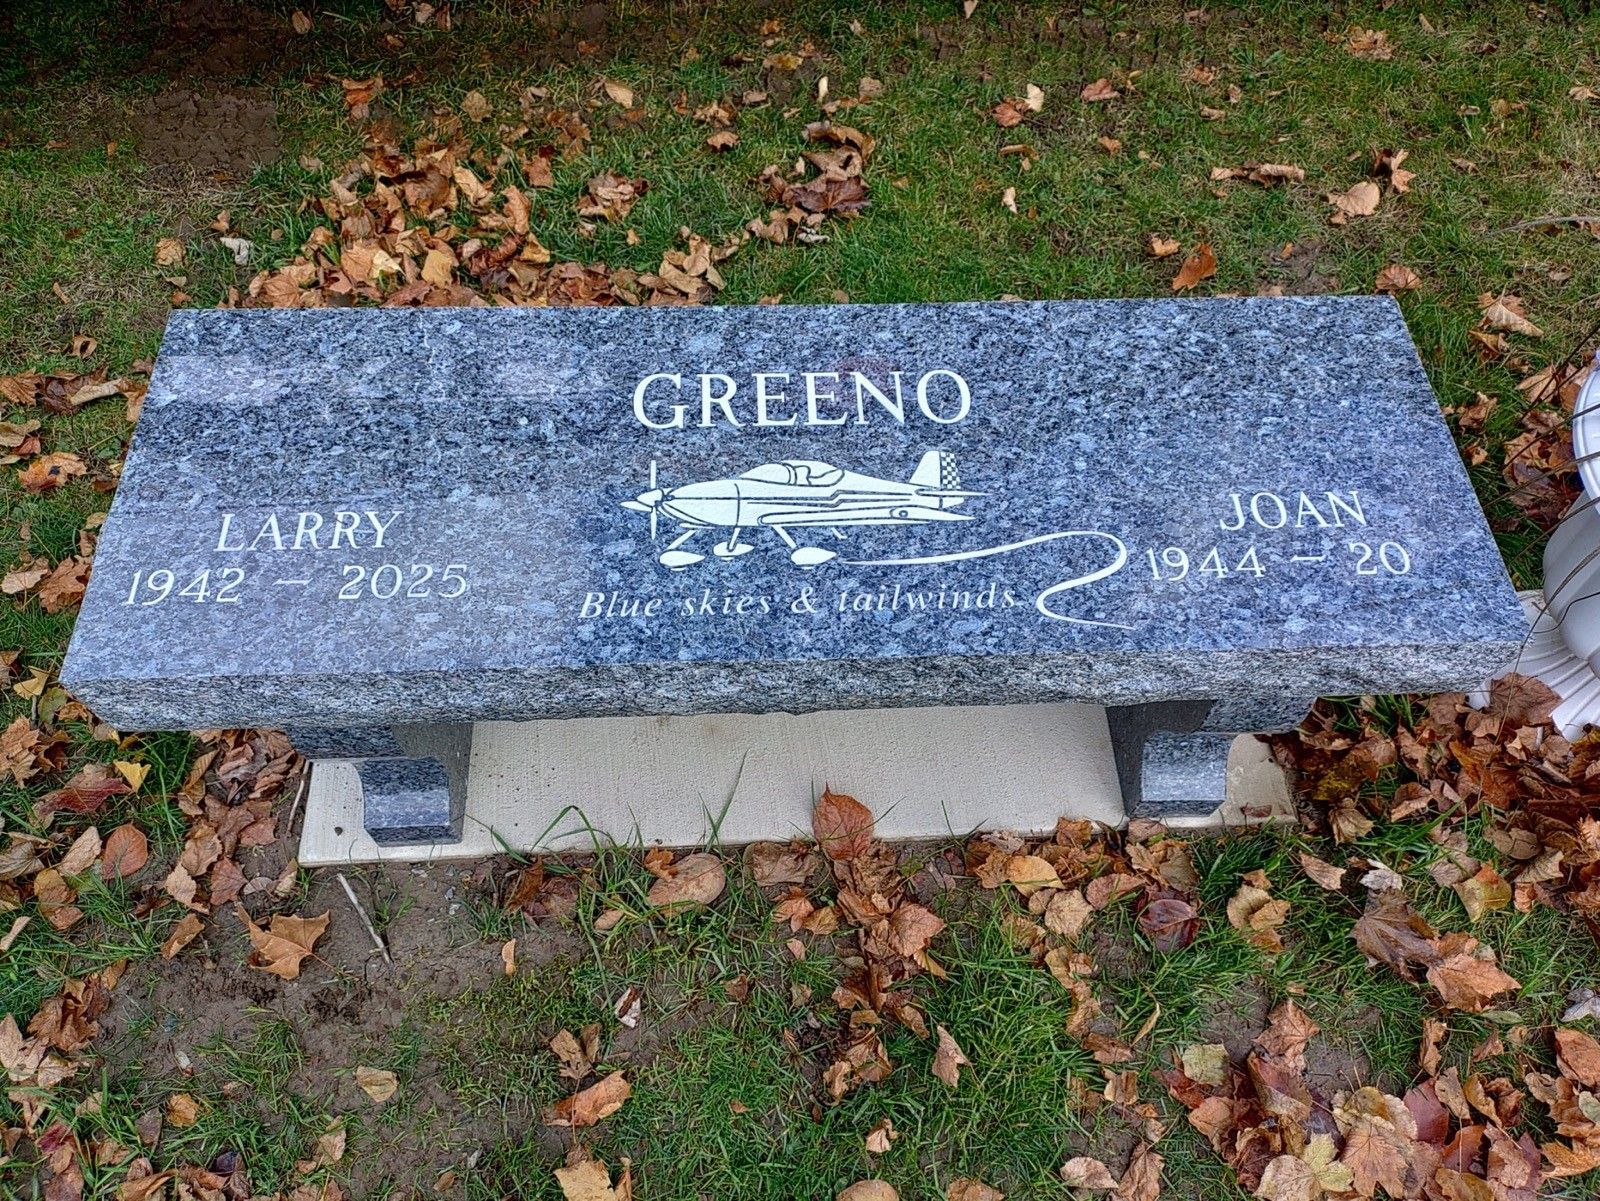 GREENO
LARRY
1942 - 2025
Blue skies & tailwinds
JOAN
1944 - 20